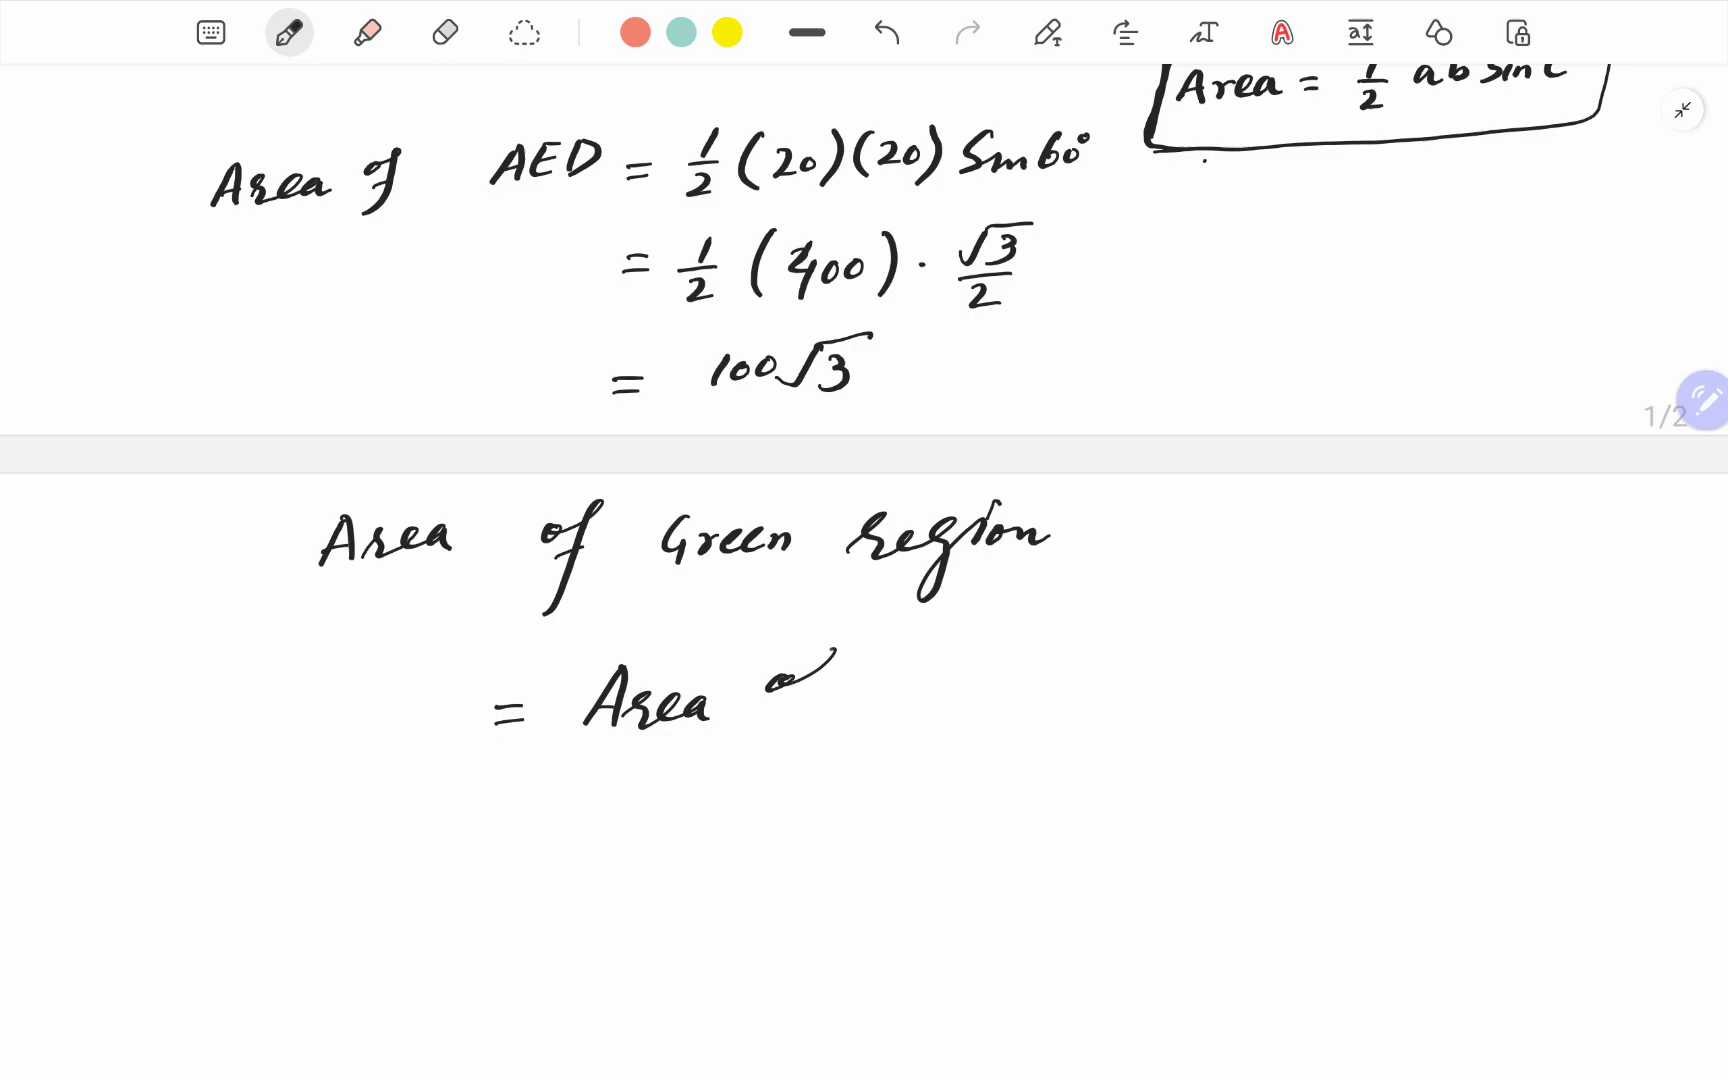 Area = 1/2 ab sin C
Area of AED = 1/2 (20)(20) Sin 60°
= 1/2 (400) · √3/2
= 100√3
1/2
Area of Green region
= Area